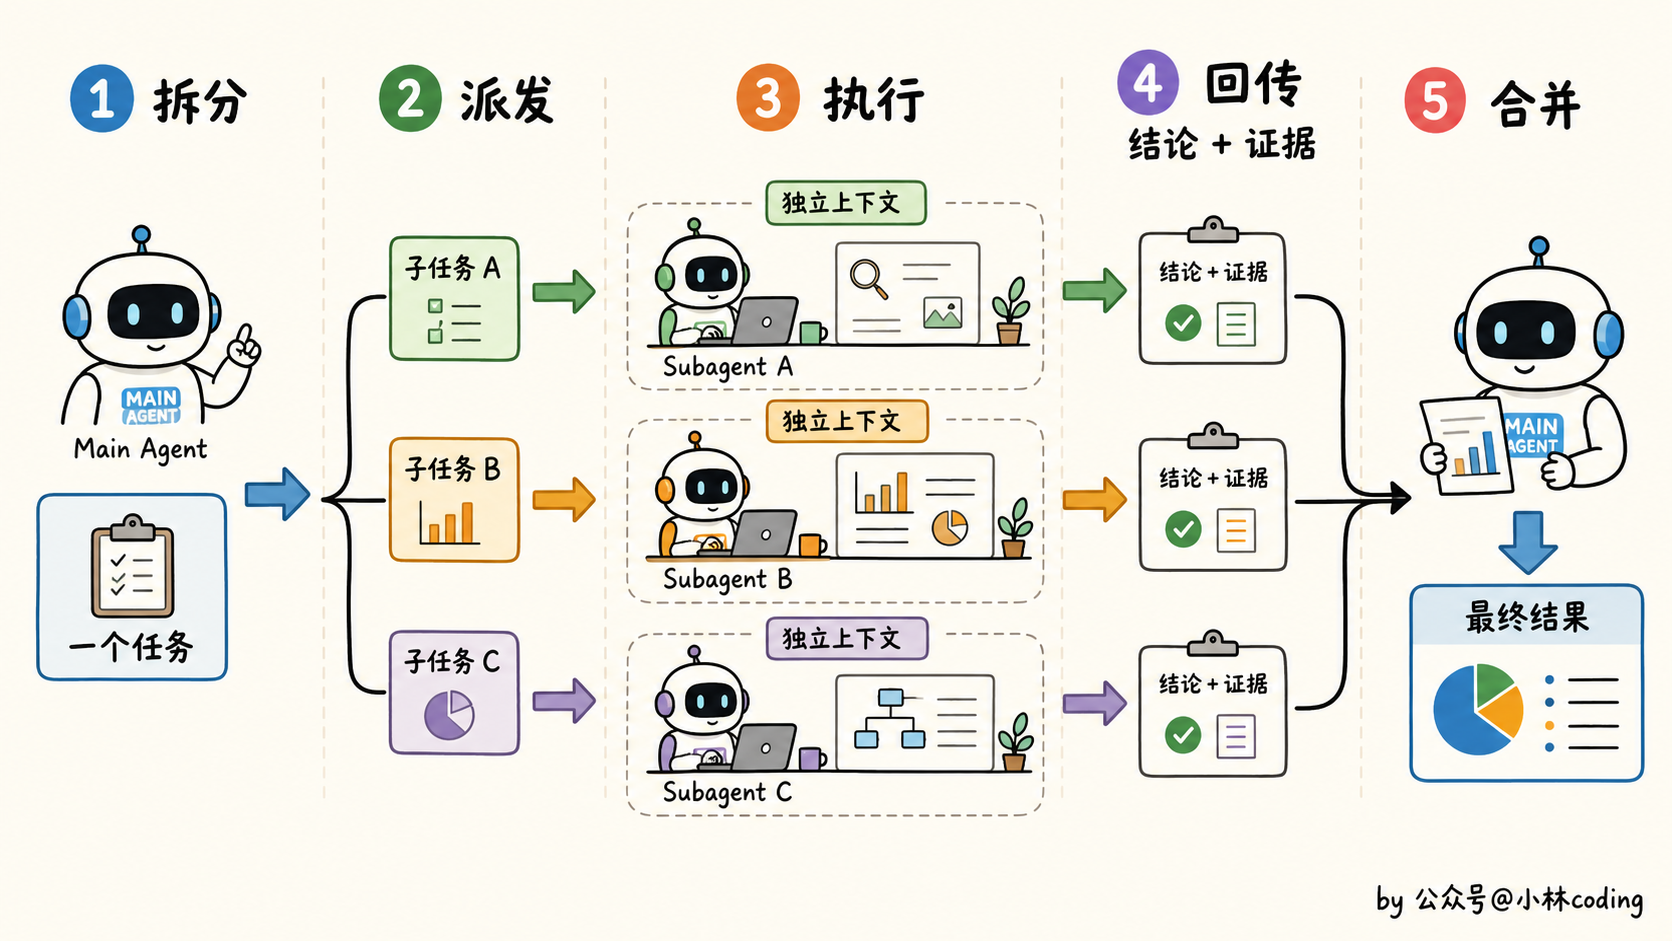 1 拆分
2 派发
3 执行
4 回传
结论 + 证据
5 合并
MAIN
AGENT
Main Agent
一个任务
子任务 A
子任务 B
子任务 C
独立上下文
Subagent A
独立上下文
Subagent B
独立上下文
Subagent C
结论 + 证据
结论 + 证据
结论 + 证据
MAIN
AGENT
最终结果
by 公众号@小林coding